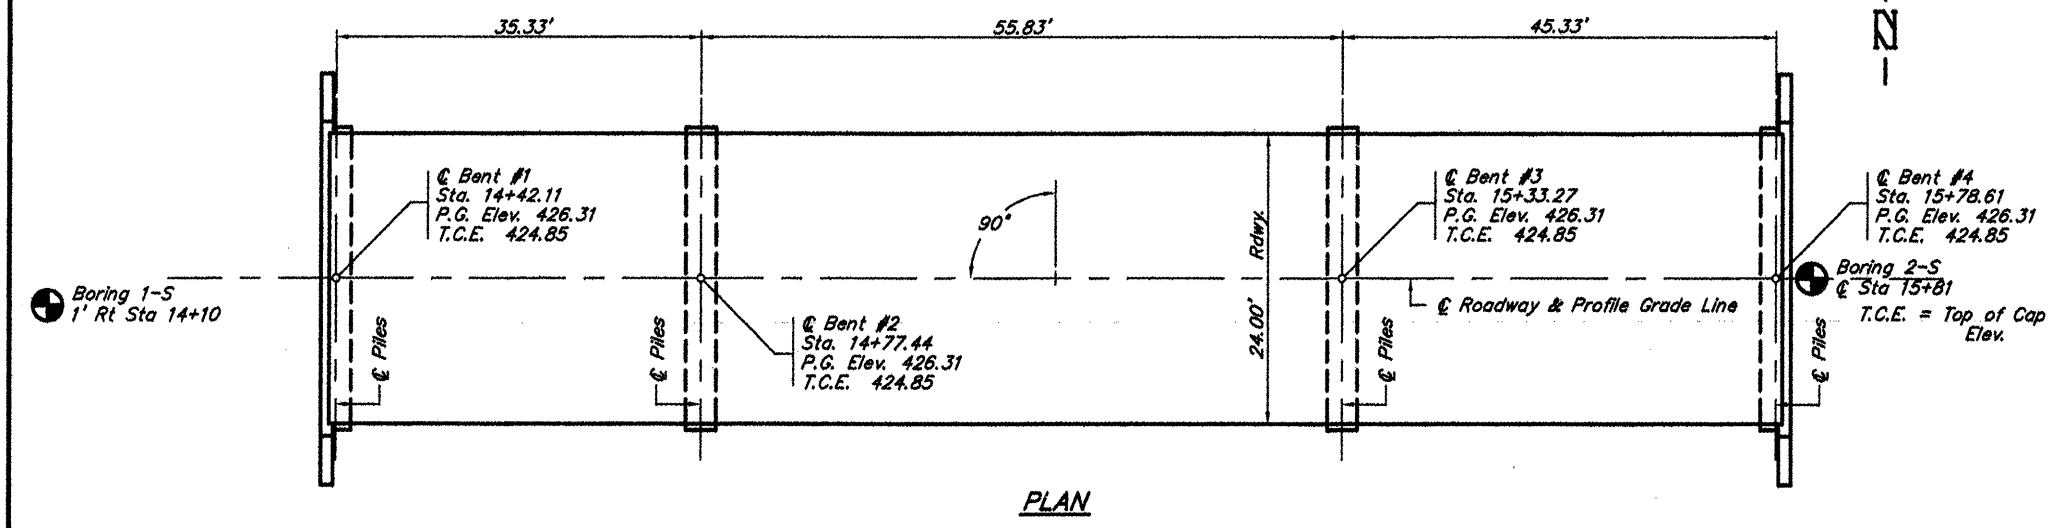 35.33'
55.83'
45.33'
N
℄ Bent #1
Sta. 14+42.11
P.G. Elev. 426.31
T.C.E. 424.85
℄ Bent #3
Sta. 15+33.27
P.G. Elev. 426.31
T.C.E. 424.85
℄ Bent #4
Sta. 15+78.61
P.G. Elev. 426.31
T.C.E. 424.85
90°
24.00' Rdwy.
Boring 1-S
1' Rt Sta 14+10
Boring 2-S
℄ Sta 15+81
T.C.E. = Top of Cap
Elev.
℄ Roadway & Profile Grade Line
℄ Bent #2
Sta. 14+77.44
P.G. Elev. 426.31
T.C.E. 424.85
℄ Piles
℄ Piles
℄ Piles
℄ Piles
PLAN